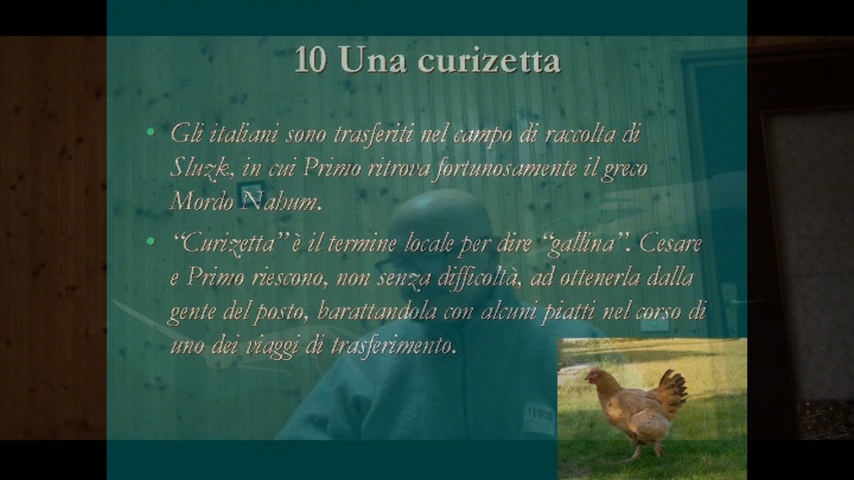 10 Una curizetta
• Gli italiani sono trasferiti nel campo di raccolta di
Sluzk, in cui Primo ritrova fortunosamente il greco
Mordo Nahum.
• “Curizetta” è il termine locale per dire “gallina”. Cesare
e Primo riescono, non senza difficoltà, ad ottenerla dalla
gente del posto, barattandola con alcuni piatti nel corso di
uno dei viaggi di trasferimento.